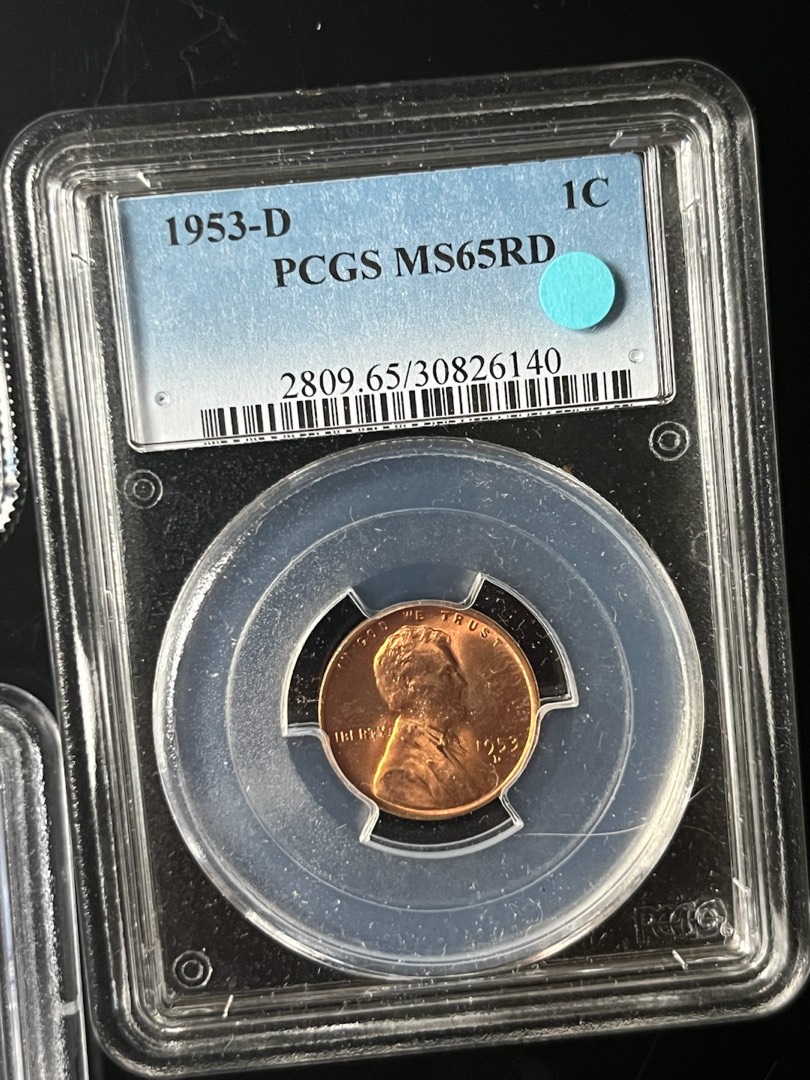 1953-D 1C
PCGS MS65RD
2809.65/30826140
IN GOD WE TRUST
LIBERTY 1953
D
PCGS